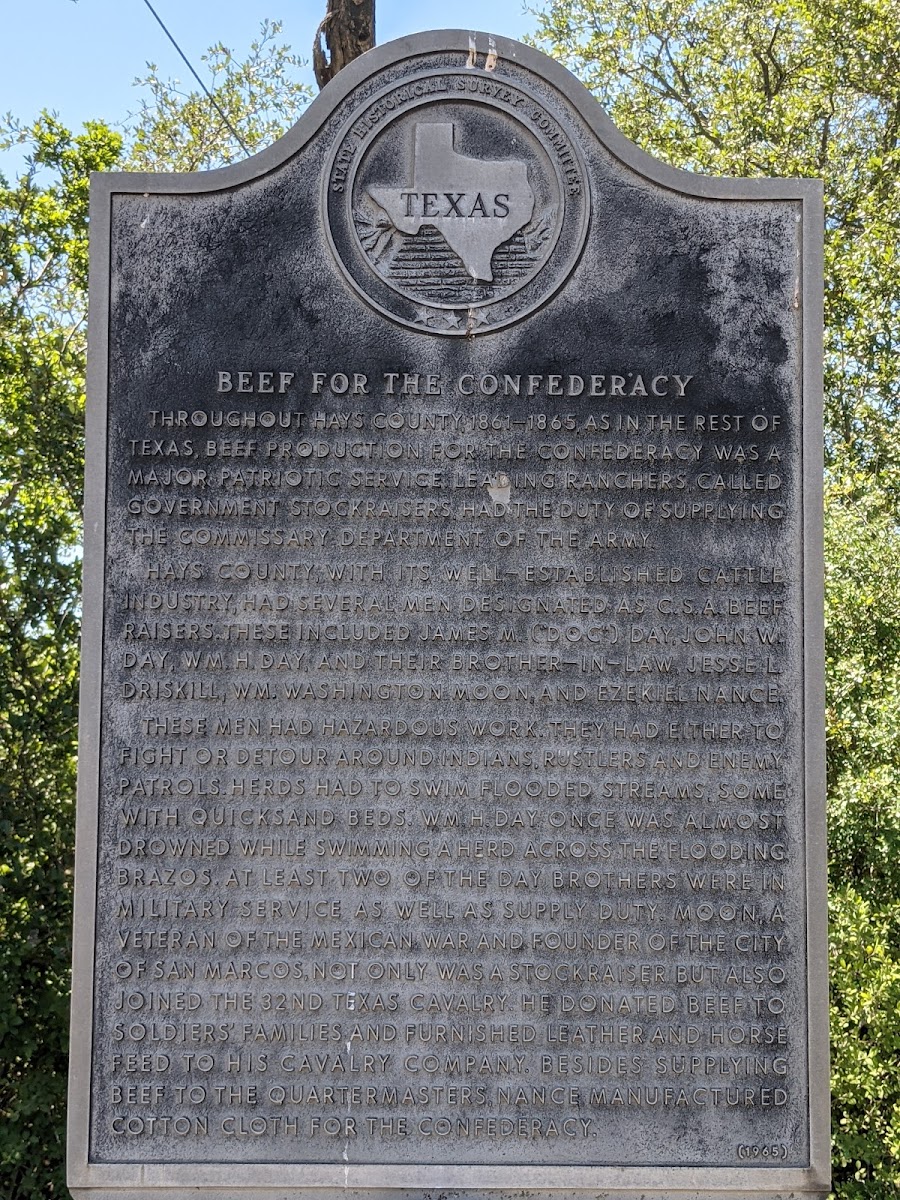 STATE HISTORICAL SURVEY COMMITTEE
TEXAS
BEEF FOR THE CONFEDERACY
THROUGHOUT HAYS COUNTY, 1861-1865, AS IN THE REST OF
TEXAS, BEEF PRODUCTION FOR THE CONFEDERACY WAS A
MAJOR PATRIOTIC SERVICE. LEADING RANCHERS, CALLED
GOVERNMENT STOCKRAISERS, HAD THE DUTY OF SUPPLYING
THE COMMISSARY DEPARTMENT OF THE ARMY.
HAYS COUNTY, WITH ITS WELL-ESTABLISHED CATTLE
INDUSTRY, HAD SEVERAL MEN DESIGNATED AS C.S.A. BEEF
RAISERS. THESE INCLUDED JAMES M. ("DOC") DAY, JOHN W.
DAY, WM. H. DAY, AND THEIR BROTHER-IN-LAW, JESSE L.
DRISKILL, WM. WASHINGTON MOON, AND EZEKIEL NANCE.
THESE MEN HAD HAZARDOUS WORK. THEY HAD EITHER TO
FIGHT OR DETOUR AROUND INDIANS, RUSTLERS AND ENEMY
PATROLS. HERDS HAD TO SWIM FLOODED STREAMS, SOME
WITH QUICKSAND BEDS. WM. H. DAY ONCE WAS ALMOST
DROWNED WHILE SWIMMING A HERD ACROSS THE FLOODING
BRAZOS. AT LEAST TWO OF THE DAY BROTHERS WERE IN
MILITARY SERVICE AS WELL AS SUPPLY DUTY. MOON, A
VETERAN OF THE MEXICAN WAR, AND FOUNDER OF THE CITY
OF SAN MARCOS, NOT ONLY WAS A STOCKRAISER BUT ALSO
JOINED THE 32ND TEXAS CAVALRY. HE DONATED BEEF TO
SOLDIERS' FAMILIES AND FURNISHED LEATHER AND HORSE
FEED TO HIS CAVALRY COMPANY. BESIDES SUPPLYING
BEEF TO THE QUARTERMASTERS, NANCE MANUFACTURED
COTTON CLOTH FOR THE CONFEDERACY.
(1965)